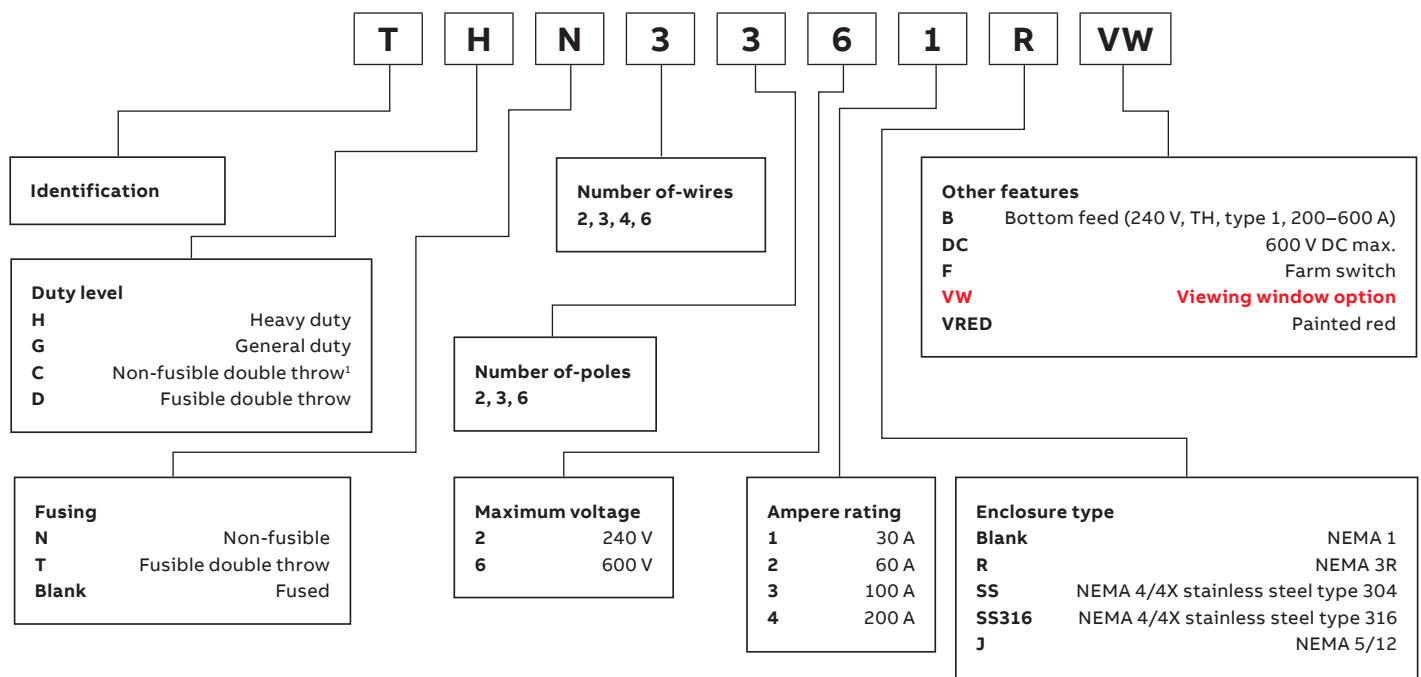 T H N 3 3 6 1 R VW
Identification
Number of-wires
2, 3, 4, 6
Other features
B Bottom feed (240 V, TH, type 1, 200–600 A)
DC 600 V DC max.
F Farm switch
VW Viewing window option
VRED Painted red
Duty level
H Heavy duty
G General duty
C Non-fusible double throw¹
D Fusible double throw
Number of-poles
2, 3, 6
Fusing
N Non-fusible
T Fusible double throw
Blank Fused
Maximum voltage
2 240 V
6 600 V
Ampere rating
1 30 A
2 60 A
3 100 A
4 200 A
Enclosure type
Blank NEMA 1
R NEMA 3R
SS NEMA 4/4X stainless steel type 304
SS316 NEMA 4/4X stainless steel type 316
J NEMA 5/12